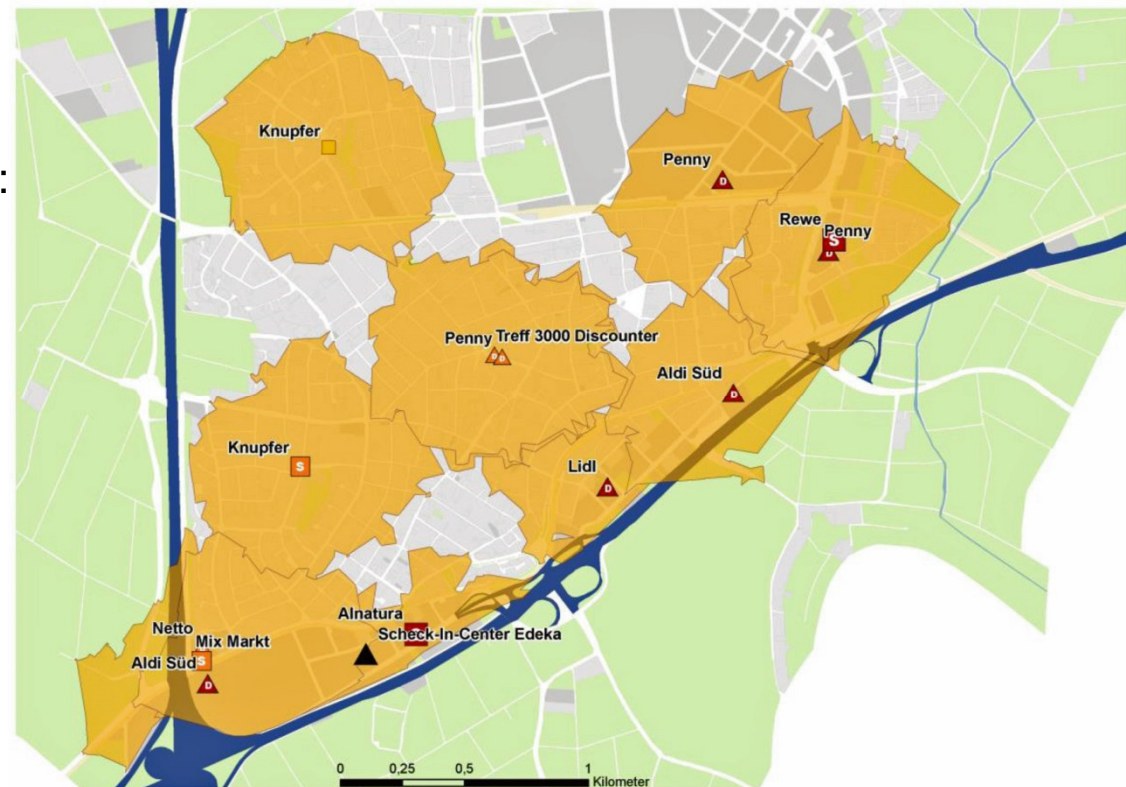 :
Knupfer
Penny
D
Rewe
Penny
S
D
Penny Treff 3000 Discounter
D D
Aldi Süd
D
Knupfer
S
Lidl
D
Alnatura
Scheck-In-Center Edeka
Netto
Mix Markt
S
Aldi Süd
D
0 0,25 0,5 1
Kilometer